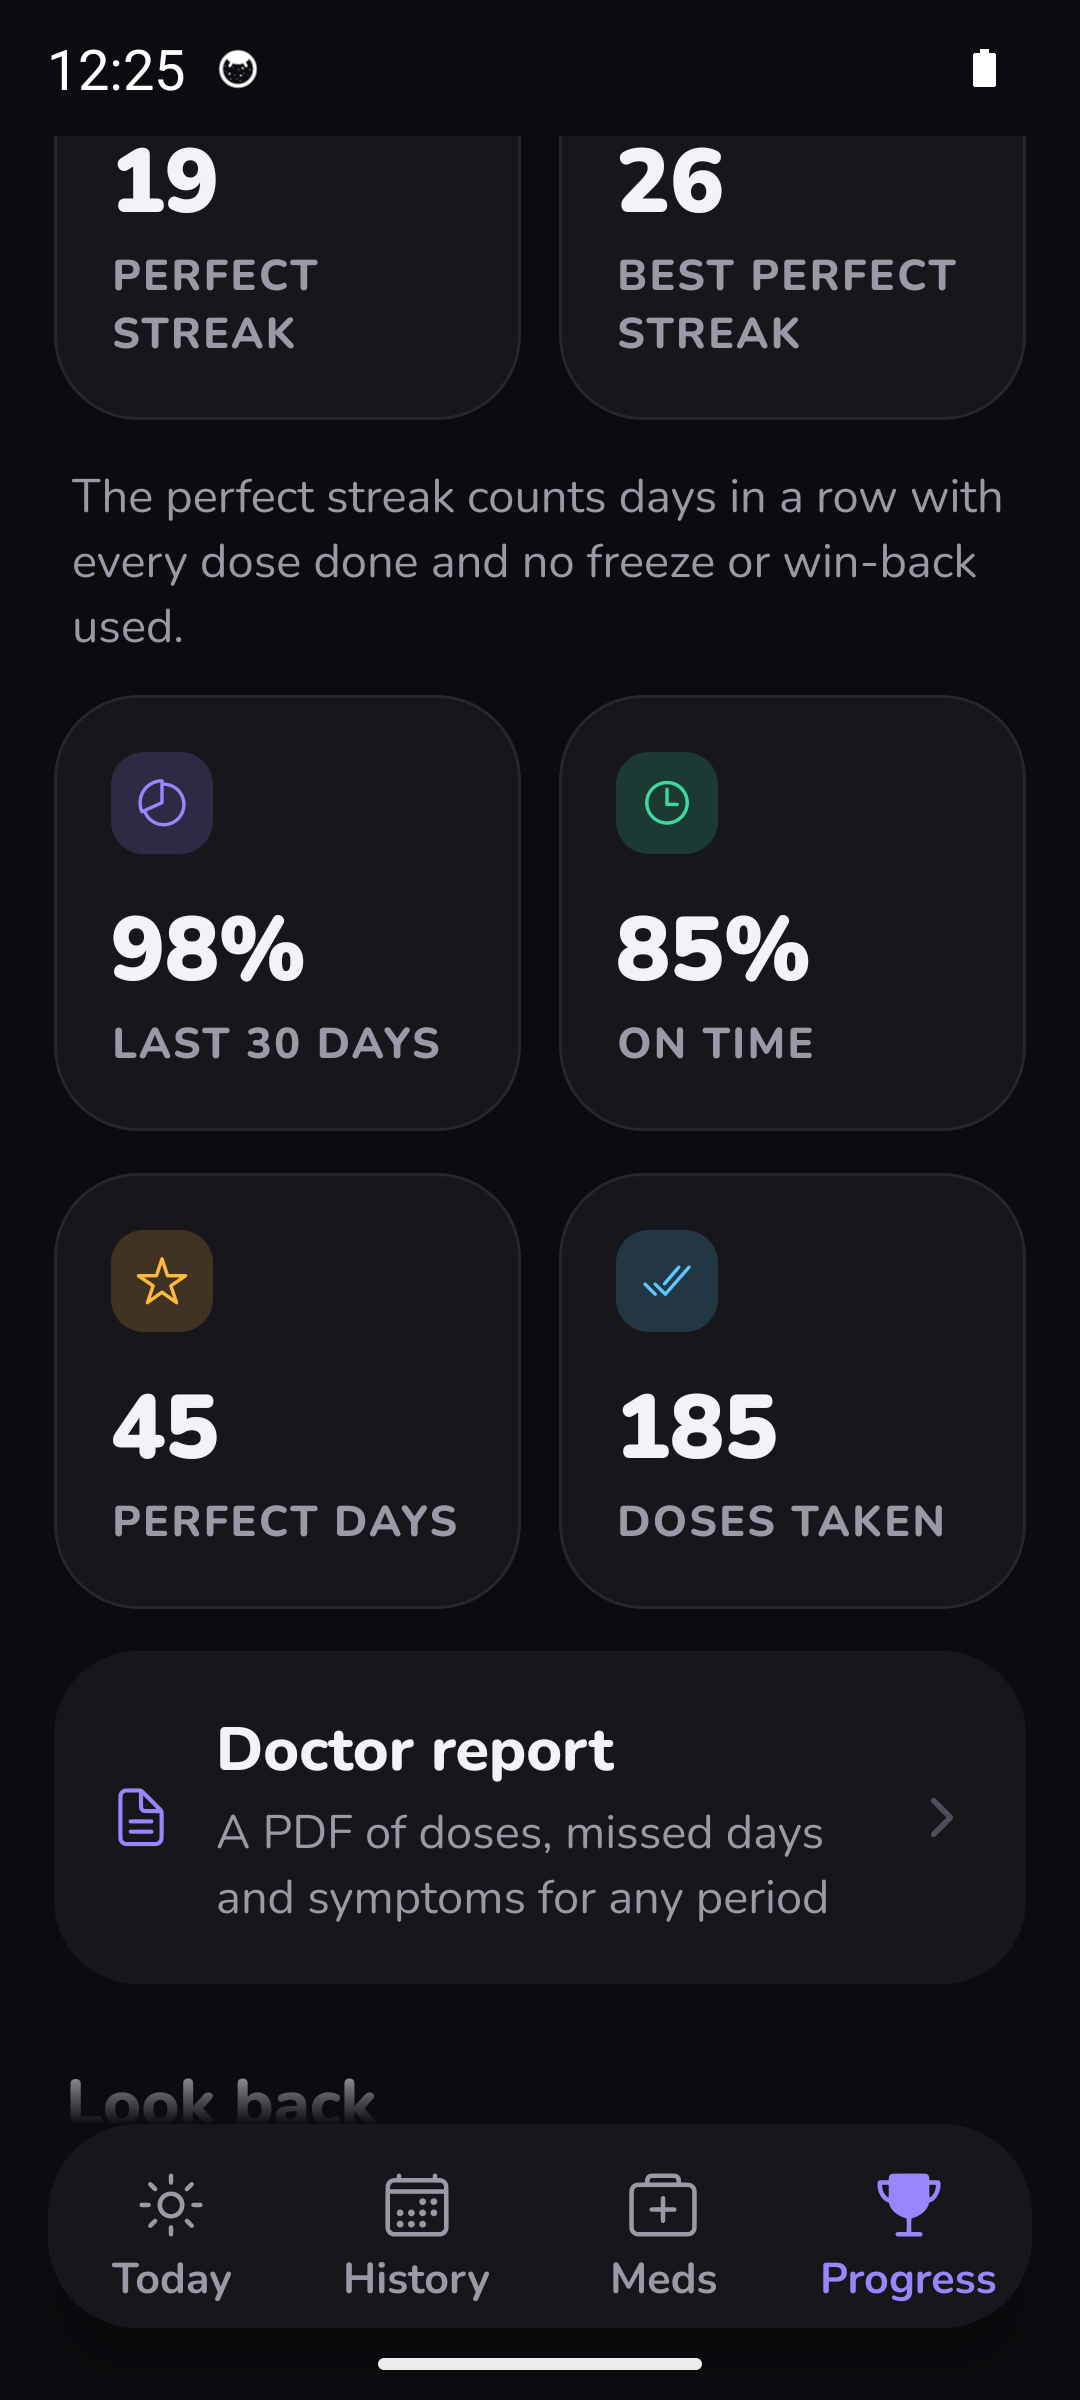 12:25
19
PERFECT
STREAK
26
BEST PERFECT
STREAK
The perfect streak counts days in a row with
every dose done and no freeze or win-back
used.
98%
LAST 30 DAYS
85%
ON TIME
45
PERFECT DAYS
185
DOSES TAKEN
Doctor report
A PDF of doses, missed days
and symptoms for any period
Look back
Today
History
Meds
Progress